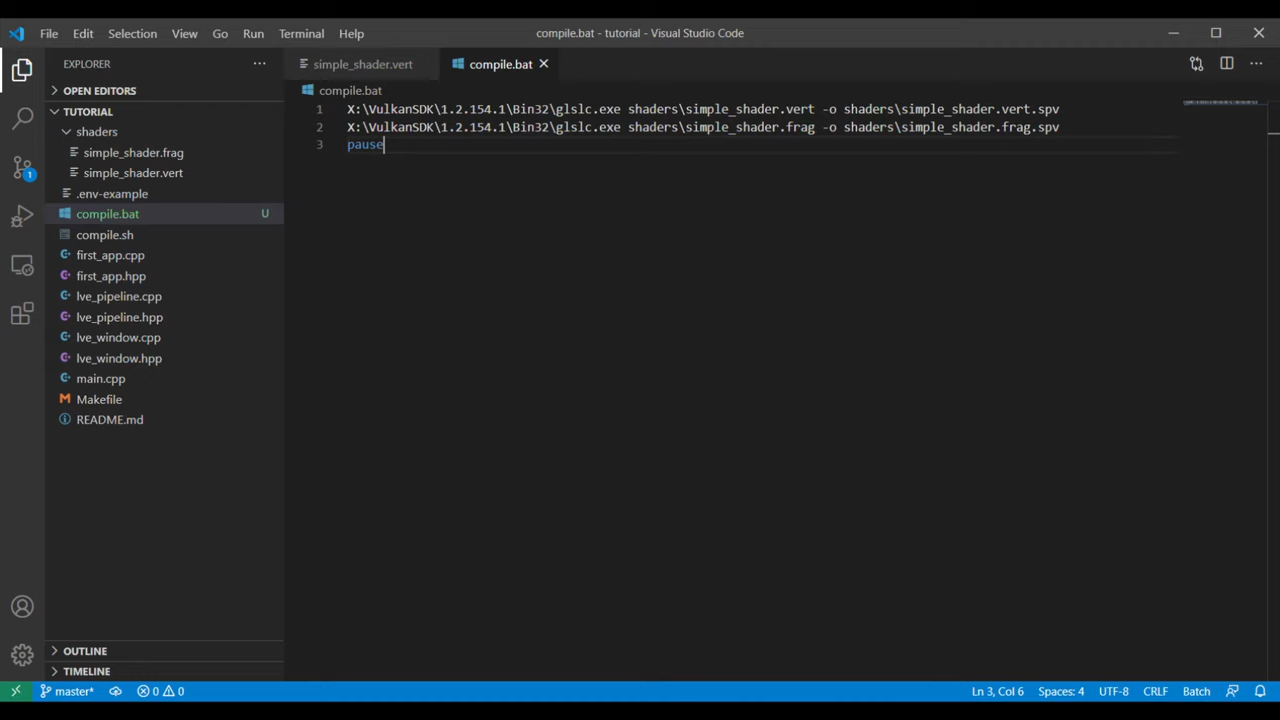 File Edit Selection View Go Run Terminal Help
compile.bat - tutorial - Visual Studio Code
EXPLORER
OPEN EDITORS
TUTORIAL
shaders
simple_shader.frag
simple_shader.vert
.env-example
compile.bat U
compile.sh
first_app.cpp
first_app.hpp
lve_pipeline.cpp
lve_pipeline.hpp
lve_window.cpp
lve_window.hpp
main.cpp
Makefile
README.md
OUTLINE
TIMELINE
1
simple_shader.vert compile.bat
compile.bat
1 X:\VulkanSDK\1.2.154.1\Bin32\glslc.exe shaders\simple_shader.vert -o shaders\simple_shader.vert.spv
2 X:\VulkanSDK\1.2.154.1\Bin32\glslc.exe shaders\simple_shader.frag -o shaders\simple_shader.frag.spv
3 pause
master* 0 0 Ln 3, Col 6 Spaces: 4 UTF-8 CRLF Batch